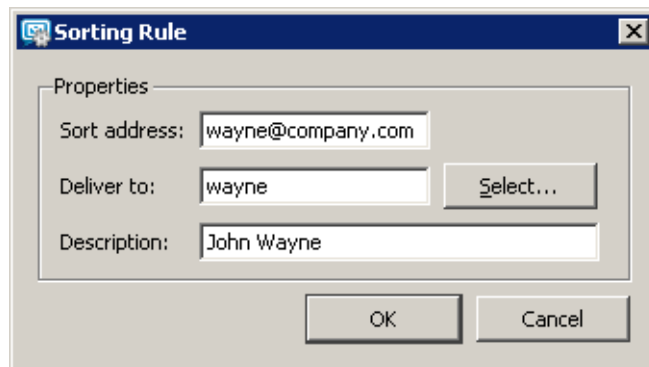 Sorting Rule
Properties
Sort address: wayne@company.com
Deliver to: wayne Select...
Description: John Wayne
OK Cancel